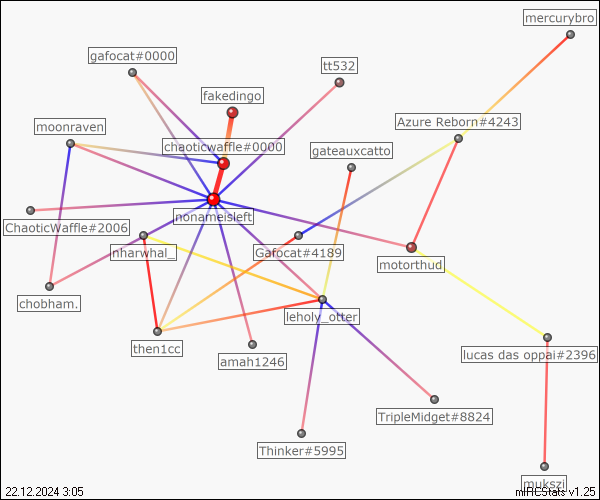 mercurybro
gafocat#0000
tt532
fakedingo
moonraven
Azure Reborn#4243
chaoticwaffle#0000
gateauxcatto
ChaoticWaffle#2006
nonameisleft
nharwhal_
Gafocat#4189
motorthud_
chobham.
leholy_otter
then1cc
amah1246
lucas das oppai#2396
TripleMidget#8824
Thinker#5995
mukszi
22.12.2024 3:05
mIRCStats v1.25